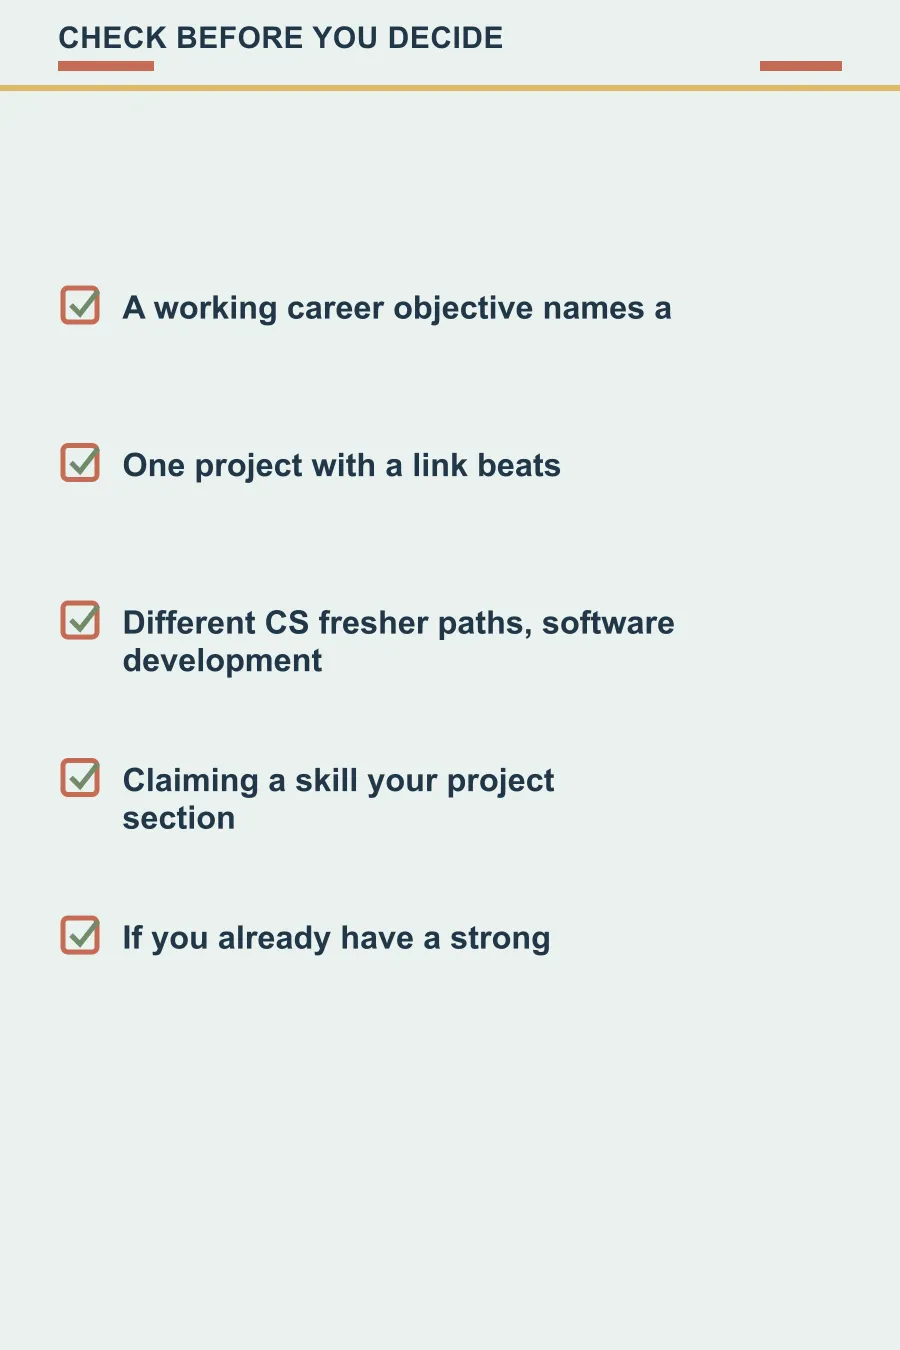 CHECK BEFORE YOU DECIDE
A working career objective names a
One project with a link beats
Different CS fresher paths, software
development
Claiming a skill your project
section
If you already have a strong